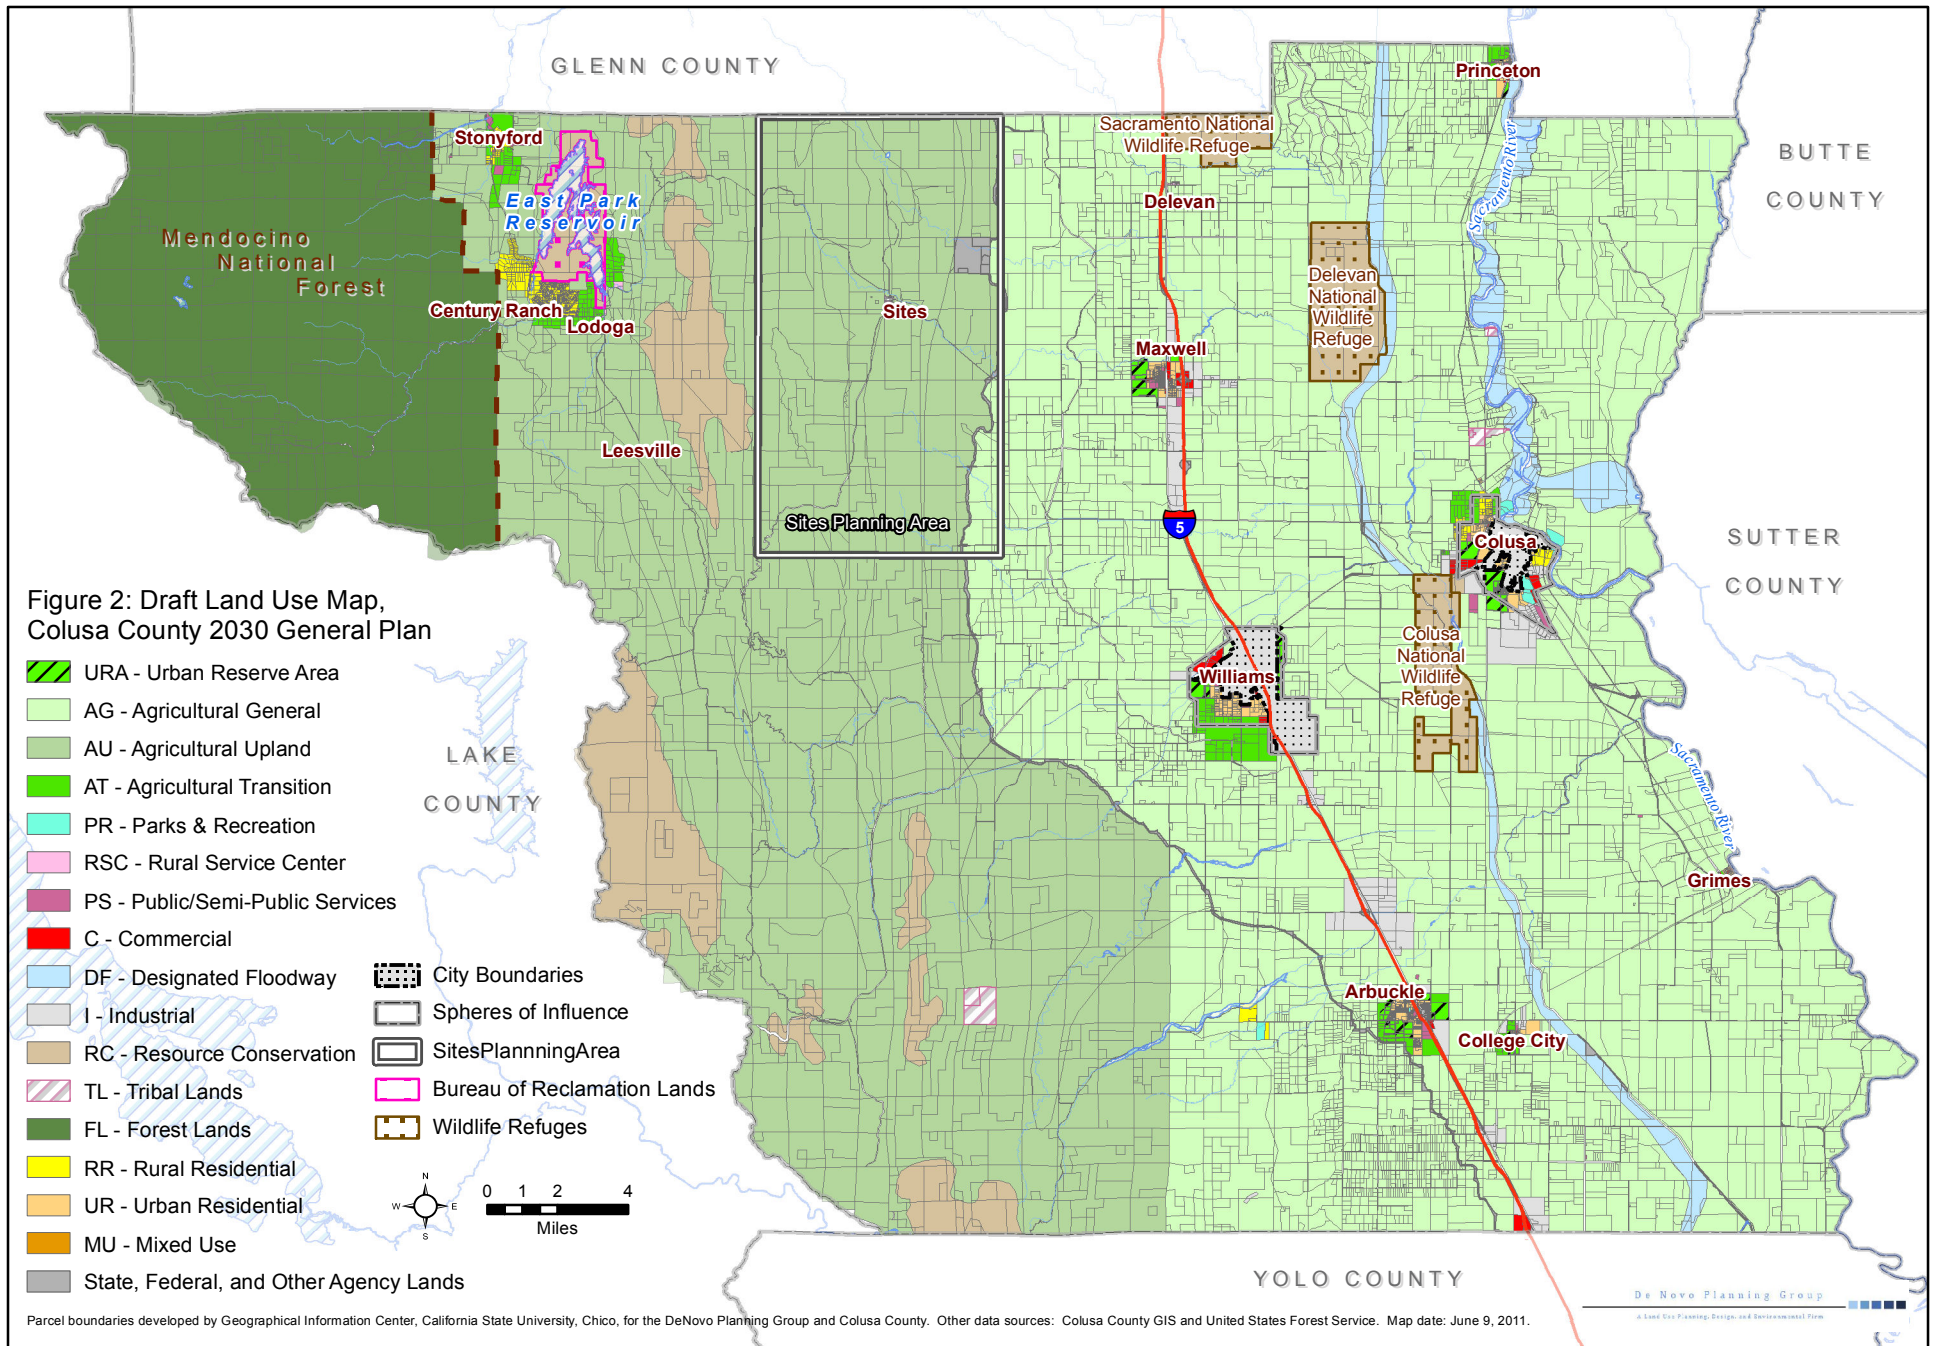 GLENN COUNTY
Princeton
Sacramento National
Wildlife Refuge
Stonyford
BUTTE
COUNTY
Sacramento River
East Park
Reservoir
Delevan
Mendocino
National
Forest
Delevan
National
Wildlife
Refuge
Century Ranch
Lodoga
Sites
Maxwell
Leesville
Sites Planning Area
5
Colusa
SUTTER
COUNTY
Figure 2: Draft Land Use Map,
Colusa County 2030 General Plan
Colusa
National
Wildlife
Refuge
Williams
LAKE
COUNTY
Sacramento River
Grimes
Arbuckle
College City
URA - Urban Reserve Area
AG - Agricultural General
AU - Agricultural Upland
AT - Agricultural Transition
PR - Parks & Recreation
RSC - Rural Service Center
PS - Public/Semi-Public Services
C - Commercial
DF - Designated Floodway
I - Industrial
RC - Resource Conservation
TL - Tribal Lands
FL - Forest Lands
RR - Rural Residential
UR - Urban Residential
MU - Mixed Use
State, Federal, and Other Agency Lands
City Boundaries
Spheres of Influence
SitesPlannningArea
Bureau of Reclamation Lands
Wildlife Refuges
N
W E
S
0 1 2 4
Miles
YOLO COUNTY
De Novo Planning Group
A Land Use Planning, Design, and Environmental Firm
Parcel boundaries developed by Geographical Information Center, California State University, Chico, for the DeNovo Planning Group and Colusa County. Other data sources: Colusa County GIS and United States Forest Service. Map date: June 9, 2011.